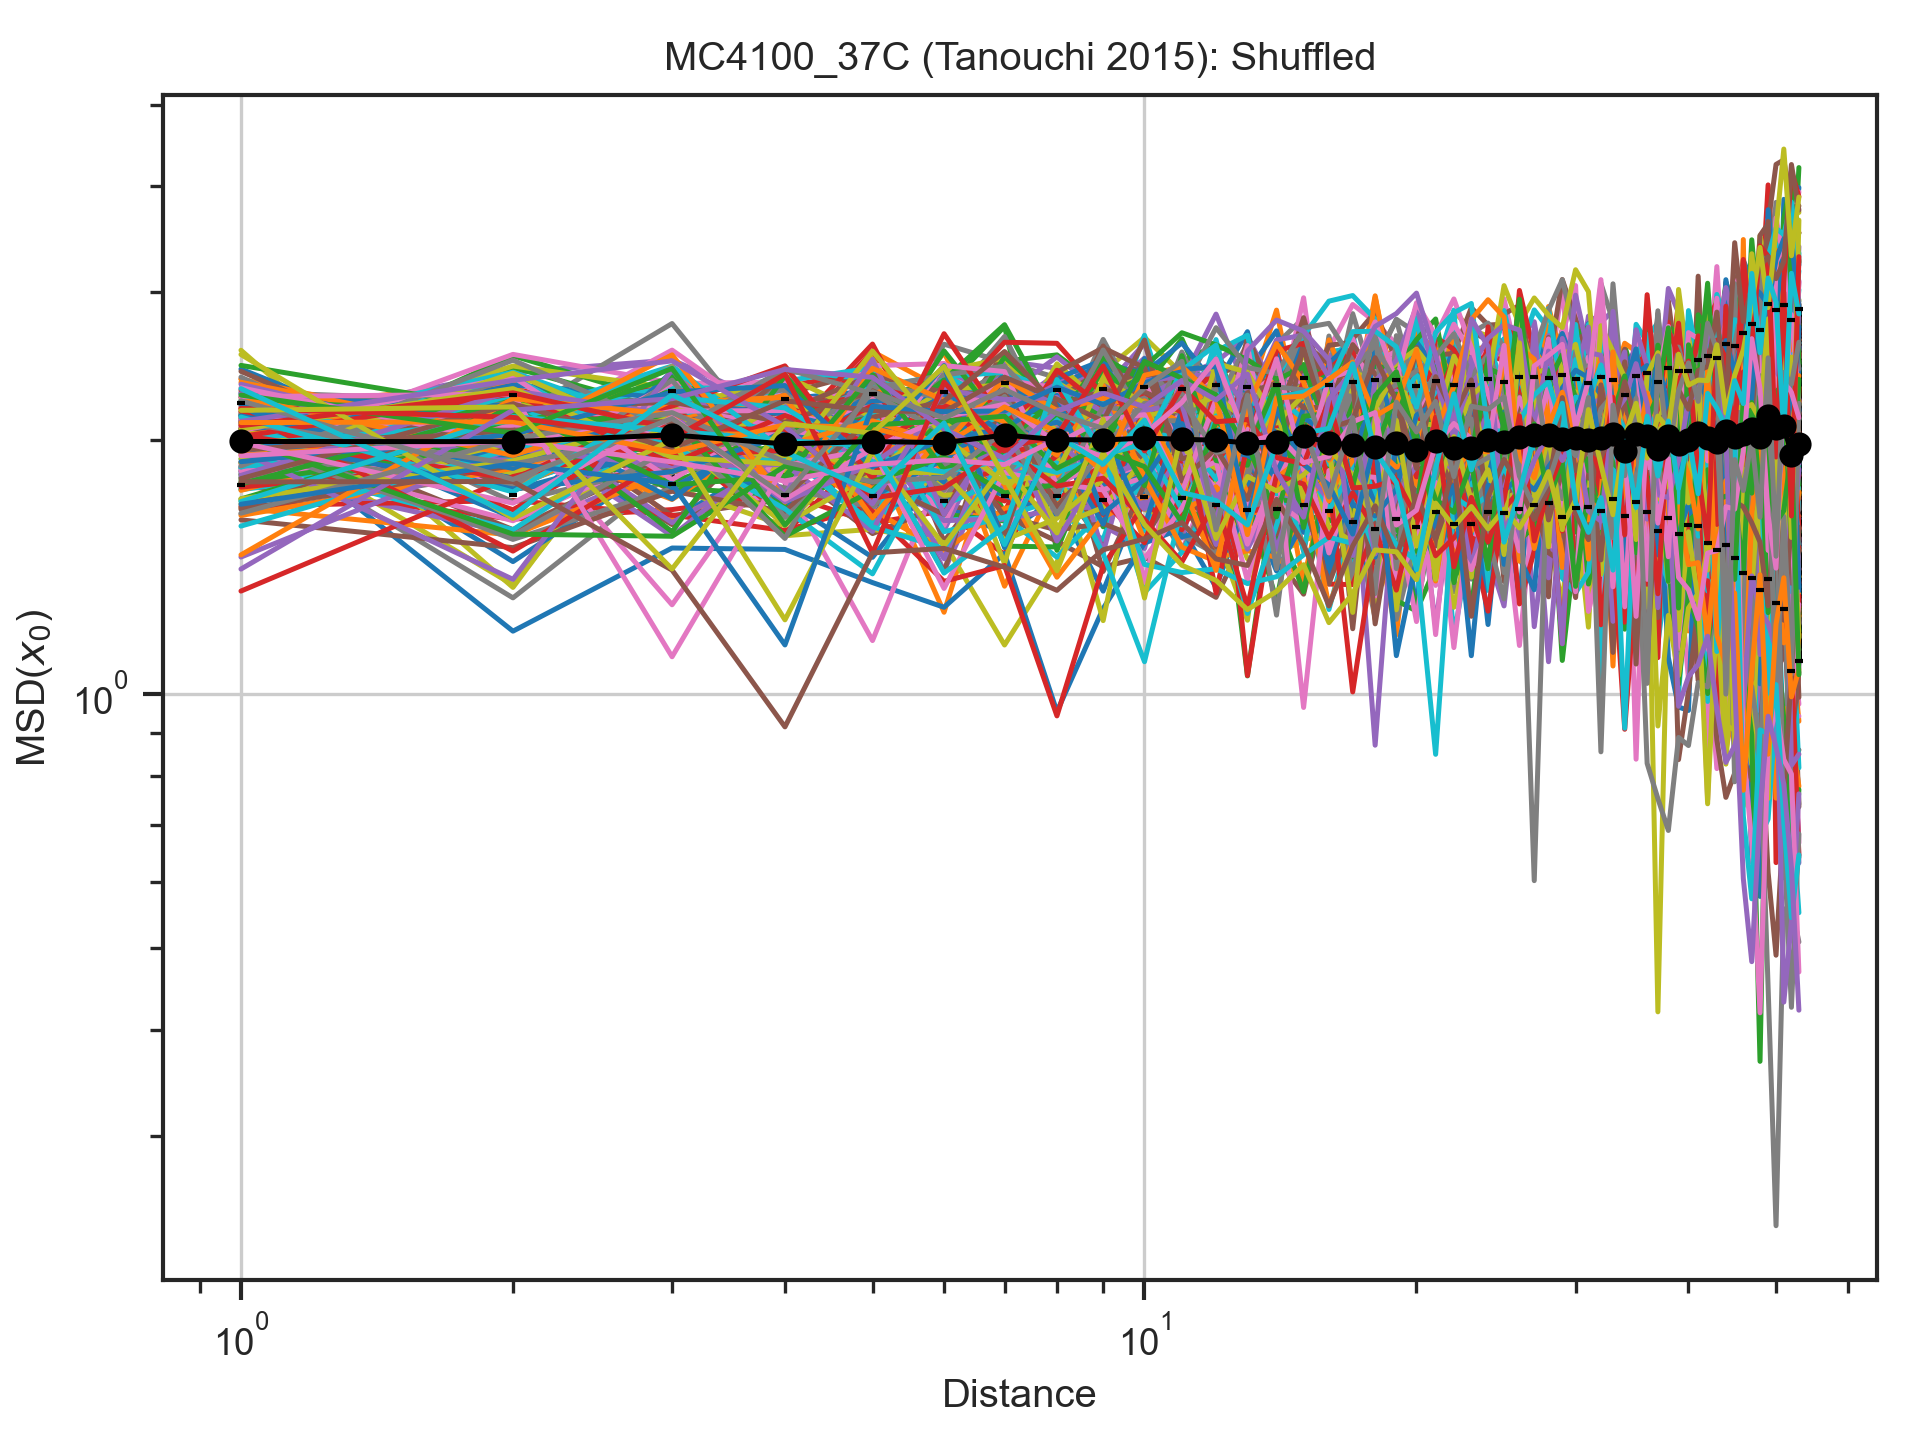 MC4100_37C (Tanouchi 2015): Shuffled
MSD(x₀)
10⁰
10⁰
10¹
Distance